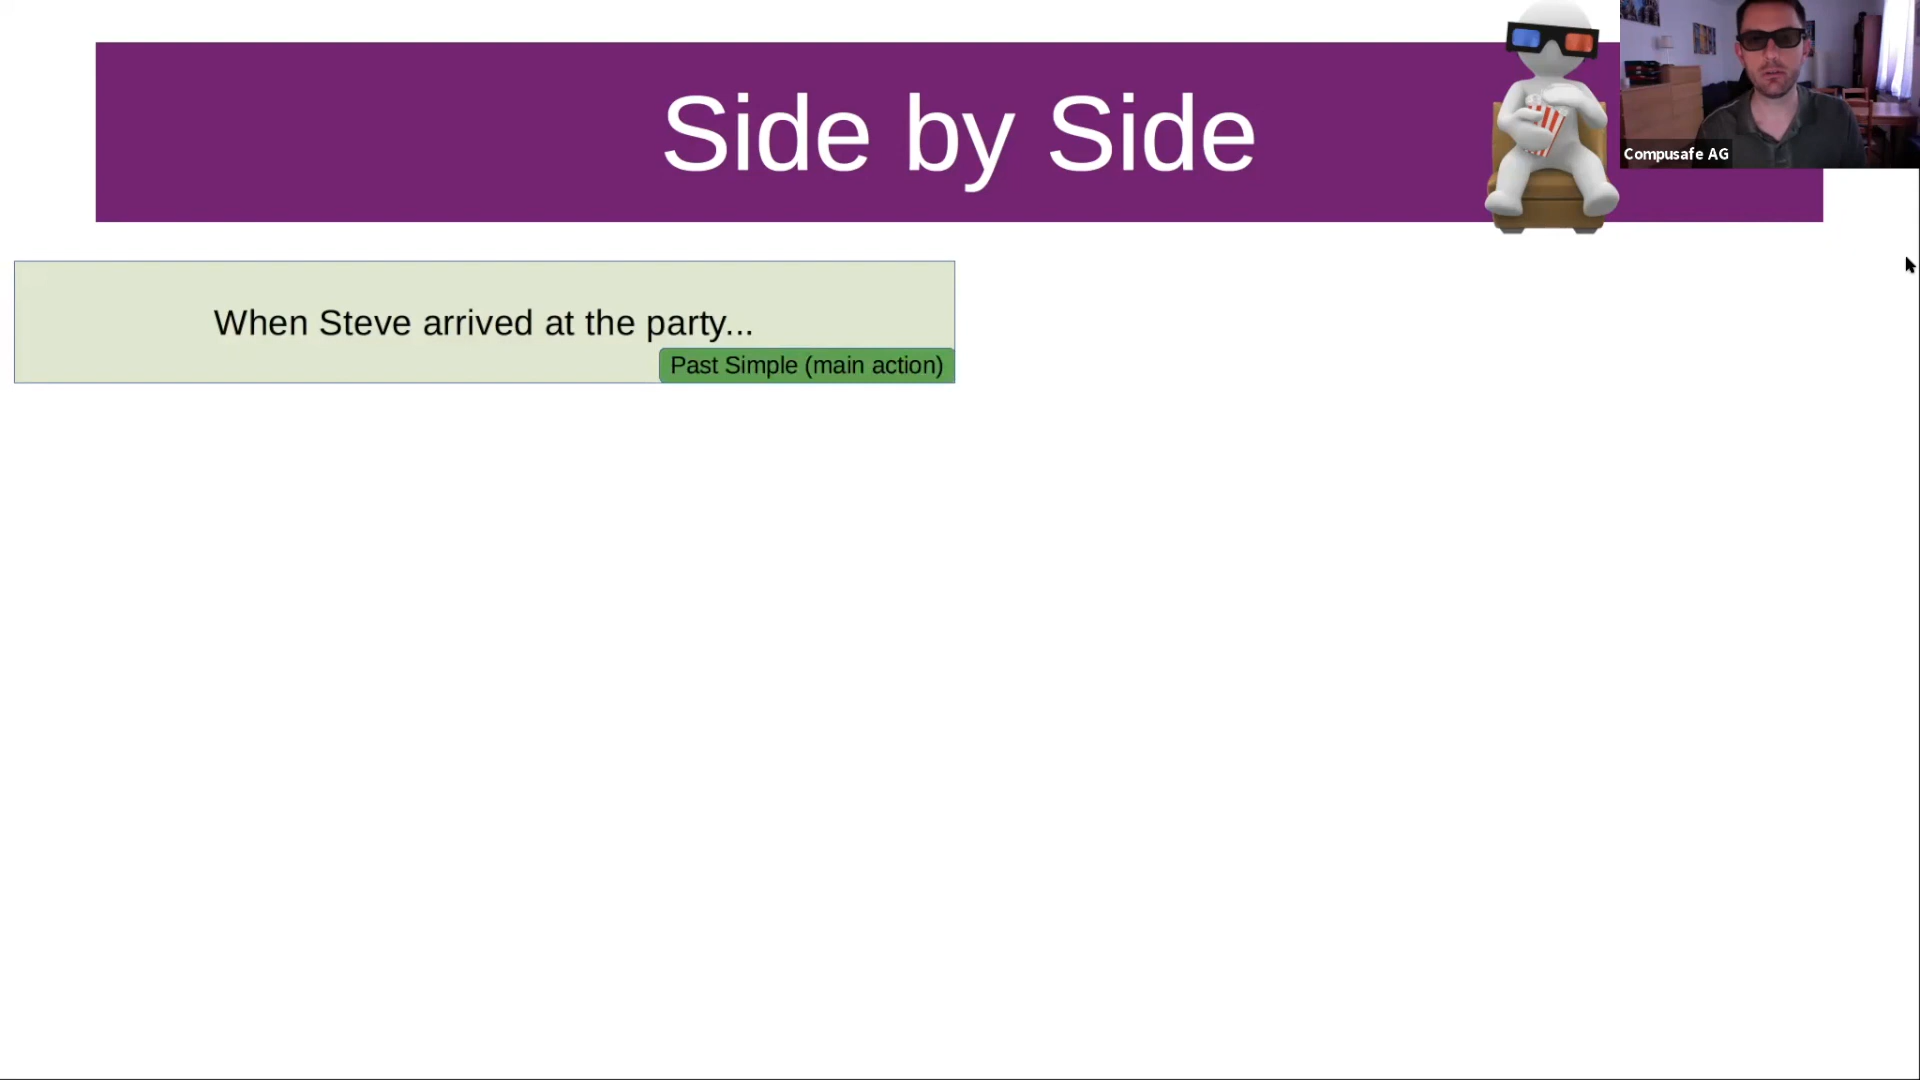 Side by Side
Compusafe AG
When Steve arrived at the party...
Past Simple (main action)